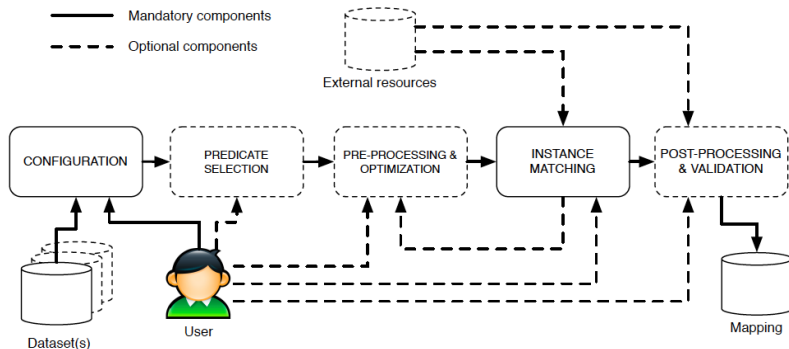 Mandatory components
Optional components
External resources
CONFIGURATION
PREDICATE
SELECTION
PRE-PROCESSING &
OPTIMIZATION
INSTANCE
MATCHING
POST-PROCESSING
& VALIDATION
Dataset(s)
User
Mapping